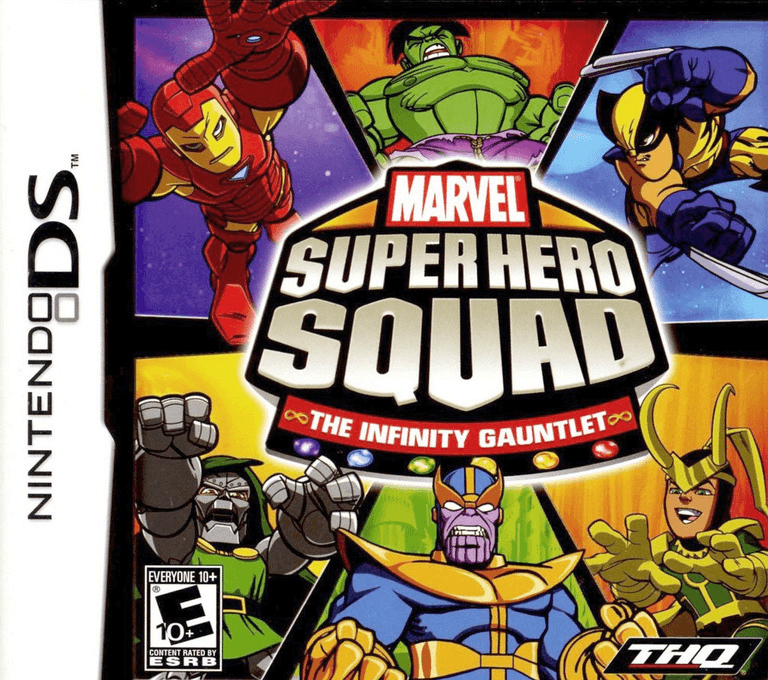 NINTENDO DS™
MARVEL
SUPER HERO
SQUAD
THE INFINITY GAUNTLET
EVERYONE 10+
E
10+
®
CONTENT RATED BY
ESRB
THQ